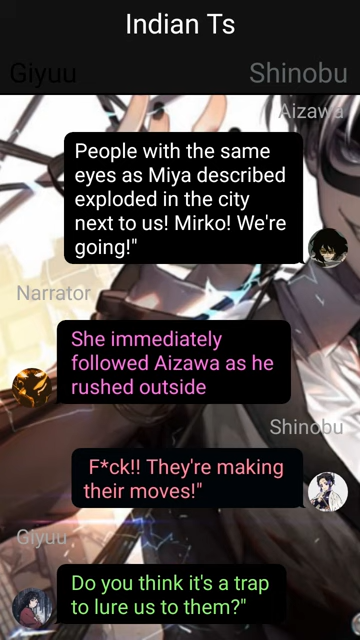 Indian Ts
Giyuu
Shinobu
Aizawa
People with the same
eyes as Miya described
exploded in the city
next to us! Mirko! We're
going!"
Narrator
She immediately
followed Aizawa as he
rushed outside
Shinobu
F*ck!! They're making
their moves!"
Giyuu
Do you think it's a trap
to lure us to them?"